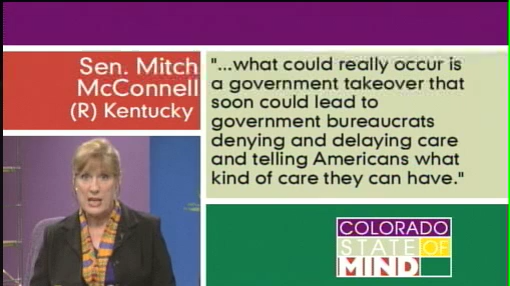 Sen. Mitch
McConnell
(R) Kentucky
"...what could really occur is
a government takeover that
soon could lead to
government bureaucrats
denying and delaying care
and telling Americans what
kind of care they can have."
COLORADO
STATE OF
MIND